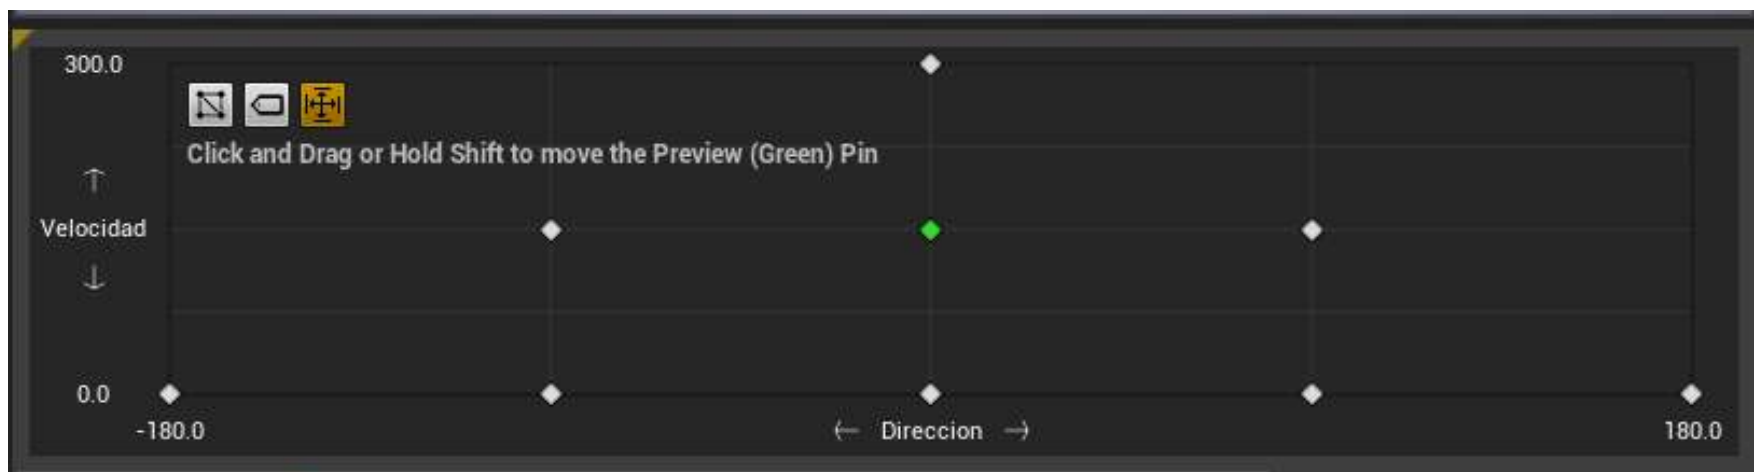 300.0
Click and Drag or Hold Shift to move the Preview (Green) Pin
Velocidad
0.0
-180.0
Direccion
180.0